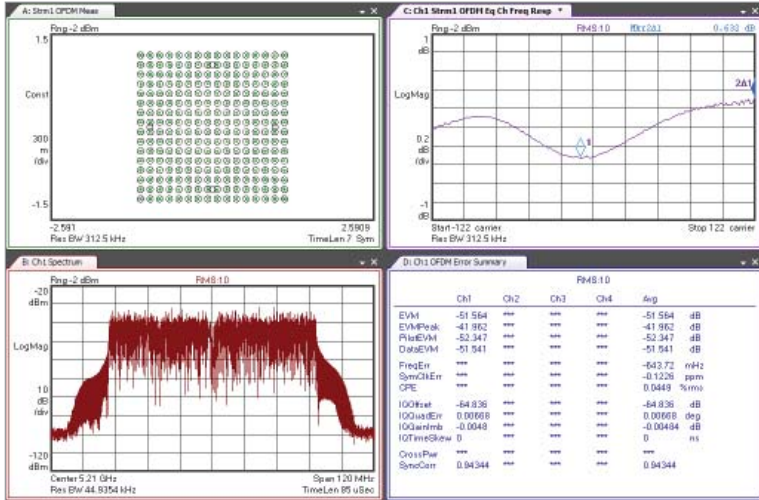 A: Strm1 OFDM Meas
Rng -2 dBm
1.5
Const
300
m
/div
-1.5
-2.591
2.5909
Res BW 312.5 kHz
TimeLen 7 Sym
C: Ch1 Strm1 OFDM Eq Ch Freq Resp
Rng -2 dBm
RMS:10
Mkr2Δ1
0.633 dB
1
dB
LogMag
0.2
dB
/div
-1
dB
2Δ1
1
Start -122 carrier
Stop 122 carrier
Res BW 312.5 kHz
B: Ch1 Spectrum
Rng -2 dBm
RMS:10
-20
dBm
LogMag
10
dB
/div
-120
dBm
Center 5.21 GHz
Span 120 MHz
Res BW 44.9354 kHz
TimeLen 85 uSec
D: Ch1 OFDM Error Summary
RMS:10
Ch1 Ch2 Ch3 Ch4 Avg
EVM -51.564 *** *** *** -51.564 dB
EVMPeak -41.962 *** *** *** -41.962 dB
PilotEVM -52.347 *** *** *** -52.347 dB
DataEVM -51.541 *** *** *** -51.541 dB
FreqErr *** *** *** *** -643.72 mHz
SymClkErr *** *** *** *** -0.1226 ppm
CPE *** *** *** *** 0.0448 %rms
IQOffset -64.836 *** *** *** -64.836 dB
IQQuadErr 0.00668 *** *** *** 0.00668 deg
IQGainImb -0.0048 *** *** *** -0.00484 dB
IQTimeSkew 0 *** *** *** 0 ns
CrossPwr *** *** *** *** ***
SyncCorr 0.94344 *** *** *** 0.94344